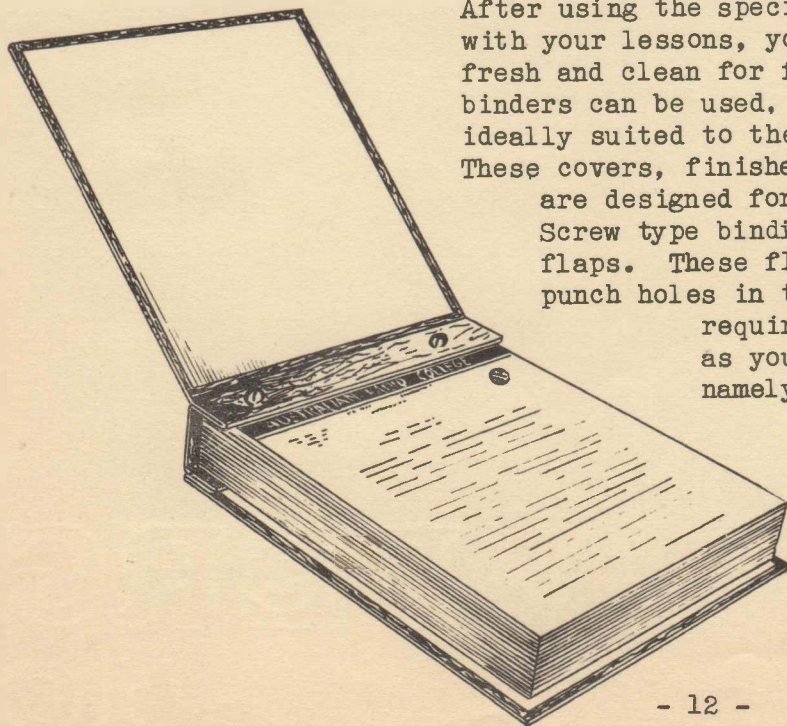 After using the speci
with your lessons, yo
fresh and clean for f
binders can be used,
ideally suited to the
These covers, finishe
are designed for
Screw type bindi
flaps. These fl
punch holes in t
requir
as you
namely
AUSTRALIAN RADIO COLLEGE
- 12 -